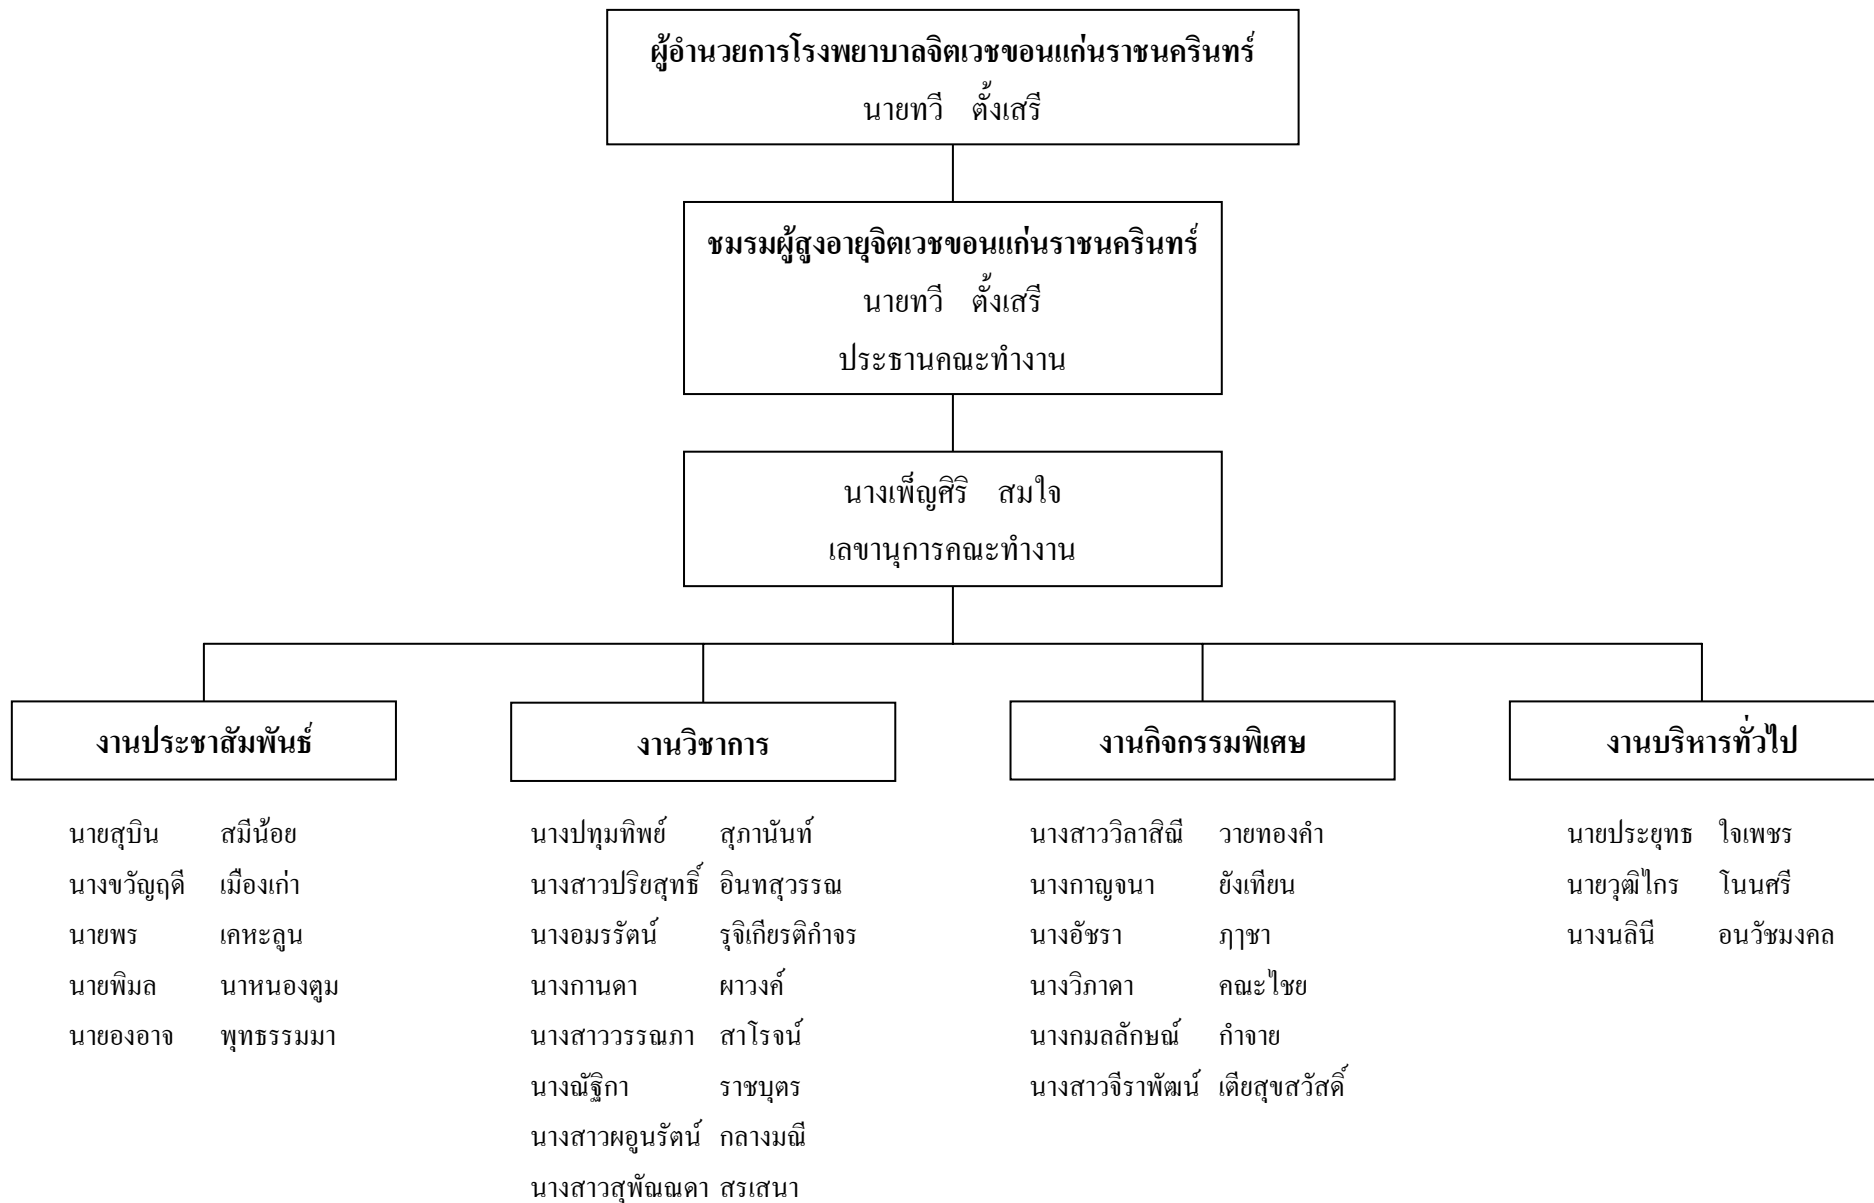 ผู้อำนวยการโรงพยาบาลจิตเวชขอนแก่นราชนครินทร์
นายทวี ตั้งเสรี
ชมรมผู้สูงอายุจิตเวชขอนแก่นราชนครินทร์
นายทวี ตั้งเสรี
ประธานคณะทำงาน
นางเพ็ญศิริ สมใจ
เลขานุการคณะทำงาน
งานประชาสัมพันธ์
นายสุบิน สมีน้อย
นางขวัญฤดี เมืองเก่า
นายพร เคหะลูน
นายพิมล นาหนองตูม
นายองอาจ พุทธรรมมา
งานวิชาการ
นางปทุมทิพย์ สุภานันท์
นางสาวปริยสุทธิ์ อินทสุวรรณ
นางอมรรัตน์ รุจิเกียรติกำจร
นางกานดา ผาวงค์
นางสาววรรณภา สาโรจน์
นางณัฐิกา ราชบุตร
นางสาวผอูนรัตน์ กลางมณี
นางสาวสุพัณณดา สรเสนา
งานกิจกรรมพิเศษ
นางสาววิลาสิณี วายทองคำ
นางกาญจนา ยังเทียน
นางอัชรา ฦๅชา
นางวิภาดา คณะไชย
นางกมลลักษณ์ กำจาย
นางสาวจีราพัฒน์ เตียสุขสวัสดิ์
งานบริหารทั่วไป
นายประยุทธ ใจเพชร
นายวุฒิไกร โนนศรี
นางนลินี อนวัชมงคล